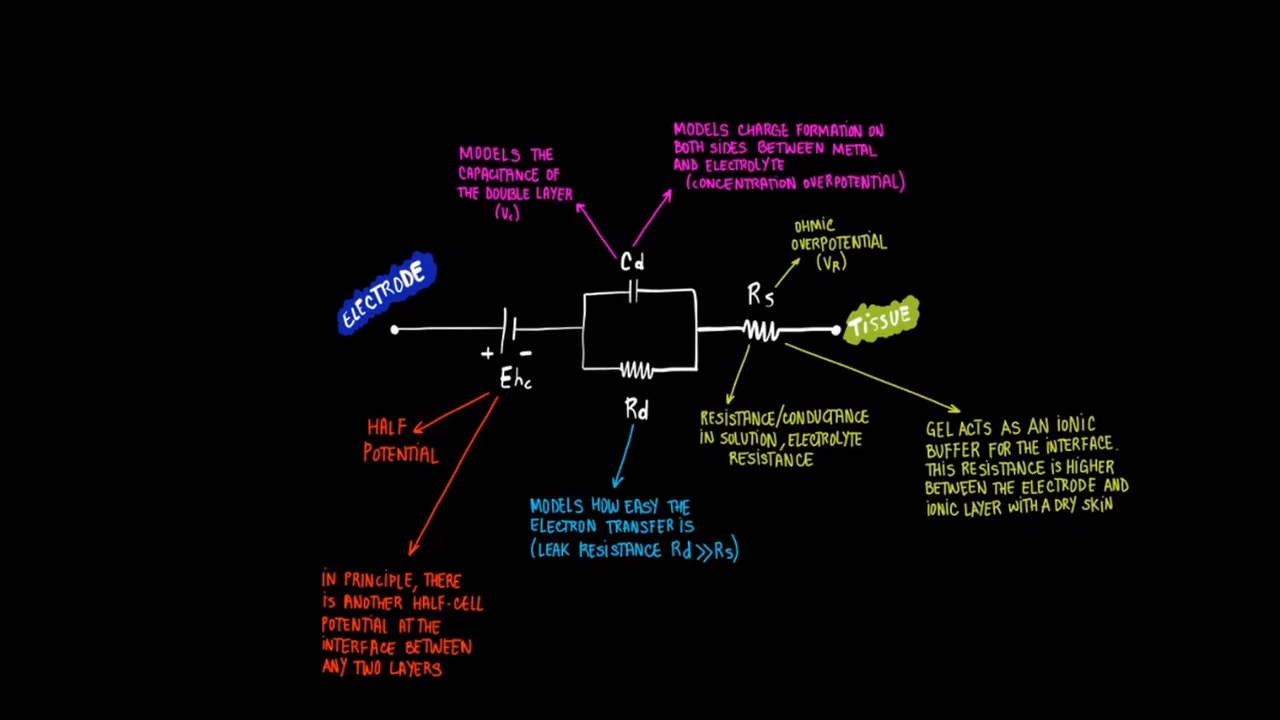 MODELS THE
CAPACITANCE OF
THE DOUBLE LAYER
(Vc)
MODELS CHARGE FORMATION ON
BOTH SIDES BETWEEN METAL
AND ELECTROLYTE
(CONCENTRATION OVERPOTENTIAL)
OHMIC
OVERPOTENTIAL
(VR)
Cd
ELECTRODE
Rs
TISSUE
+ -
Ehc
Rd
HALF
POTENTIAL
RESISTANCE/CONDUCTANCE
IN SOLUTION, ELECTROLYTE
RESISTANCE
GEL ACTS AS AN IONIC
BUFFER FOR THE INTERFACE.
THIS RESISTANCE IS HIGHER
BETWEEN THE ELECTRODE AND
IONIC LAYER WITH A DRY SKIN
MODELS HOW EASY THE
ELECTRON TRANSFER IS
(LEAK RESISTANCE Rd >> Rs)
IN PRINCIPLE, THERE
IS ANOTHER HALF-CELL
POTENTIAL AT THE
INTERFACE BETWEEN
ANY TWO LAYERS